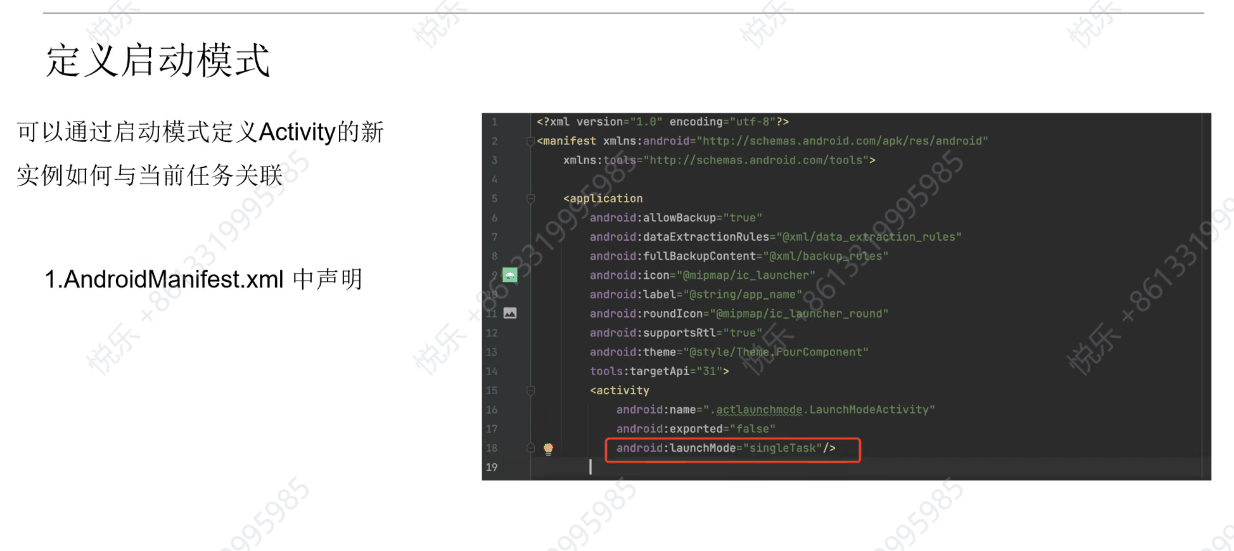 定义启动模式
可以通过启动模式定义Activity的新
实例如何与当前任务关联
1.AndroidManifest.xml 中声明
1 <?xml version="1.0" encoding="utf-8"?>
2 <manifest xmlns:android="http://schemas.android.com/apk/res/android"
3 xmlns:tools="http://schemas.android.com/tools">
4
5 <application
6 android:allowBackup="true"
7 android:dataExtractionRules="@xml/data_extraction_rules"
8 android:fullBackupContent="@xml/backup_rules"
9 android:icon="@mipmap/ic_launcher"
10 android:label="@string/app_name"
11 android:roundIcon="@mipmap/ic_launcher_round"
12 android:supportsRtl="true"
13 android:theme="@style/Theme.FourComponent"
14 tools:targetApi="31">
15 <activity
16 android:name=".actlaunchmode.LaunchModeActivity"
17 android:exported="false"
18 android:launchMode="singleTask"/>
19
悦乐 +8613319995985